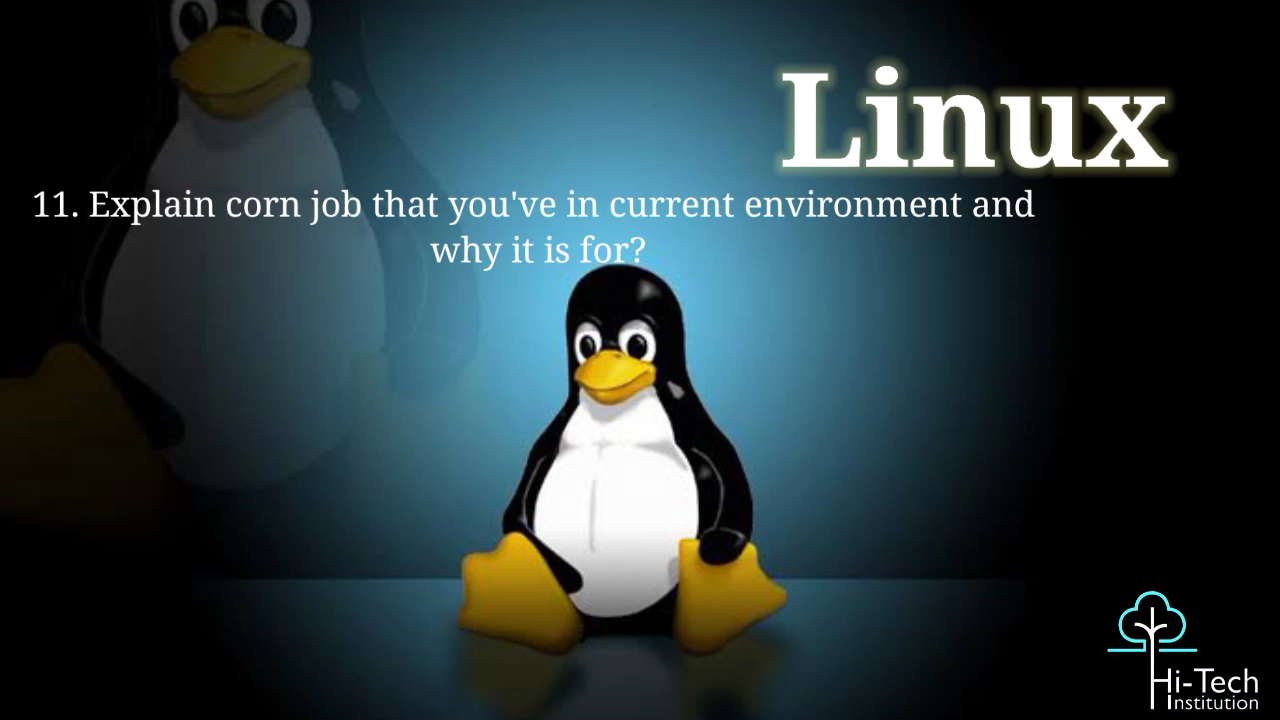 Linux
11. Explain corn job that you've in current environment and
why it is for?
Hi-Tech
Institution